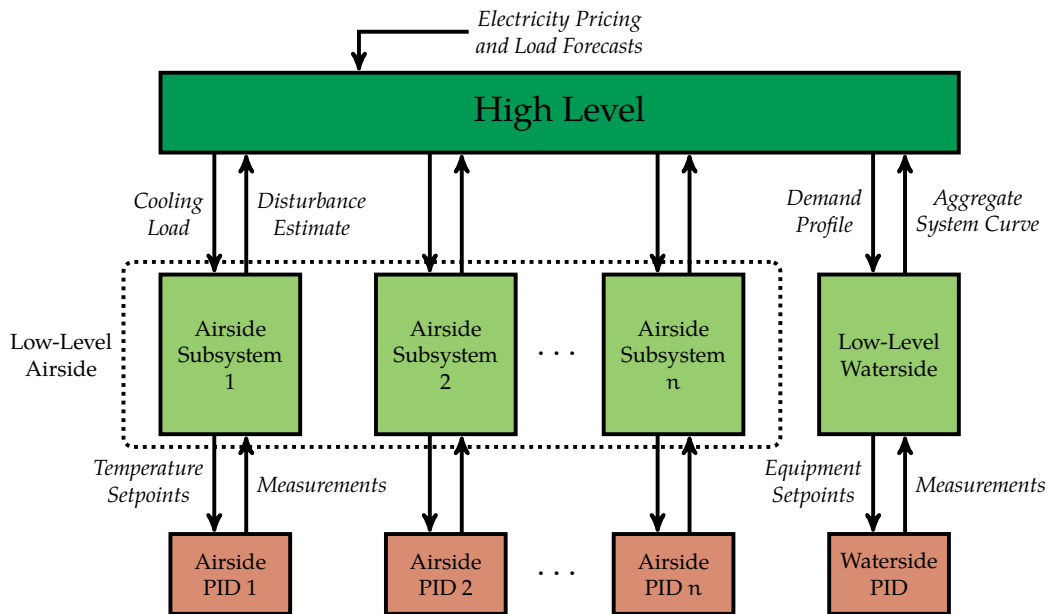 Electricity Pricing
and Load Forecasts
High Level
Cooling
Load
Disturbance
Estimate
Demand
Profile
Aggregate
System Curve
Low-Level
Airside
Airside
Subsystem
1
Airside
Subsystem
2
. . .
Airside
Subsystem
n
Low-Level
Waterside
Temperature
Setpoints
Measurements
Equipment
Setpoints
Measurements
Airside
PID 1
Airside
PID 2
. . .
Airside
PID n
Waterside
PID